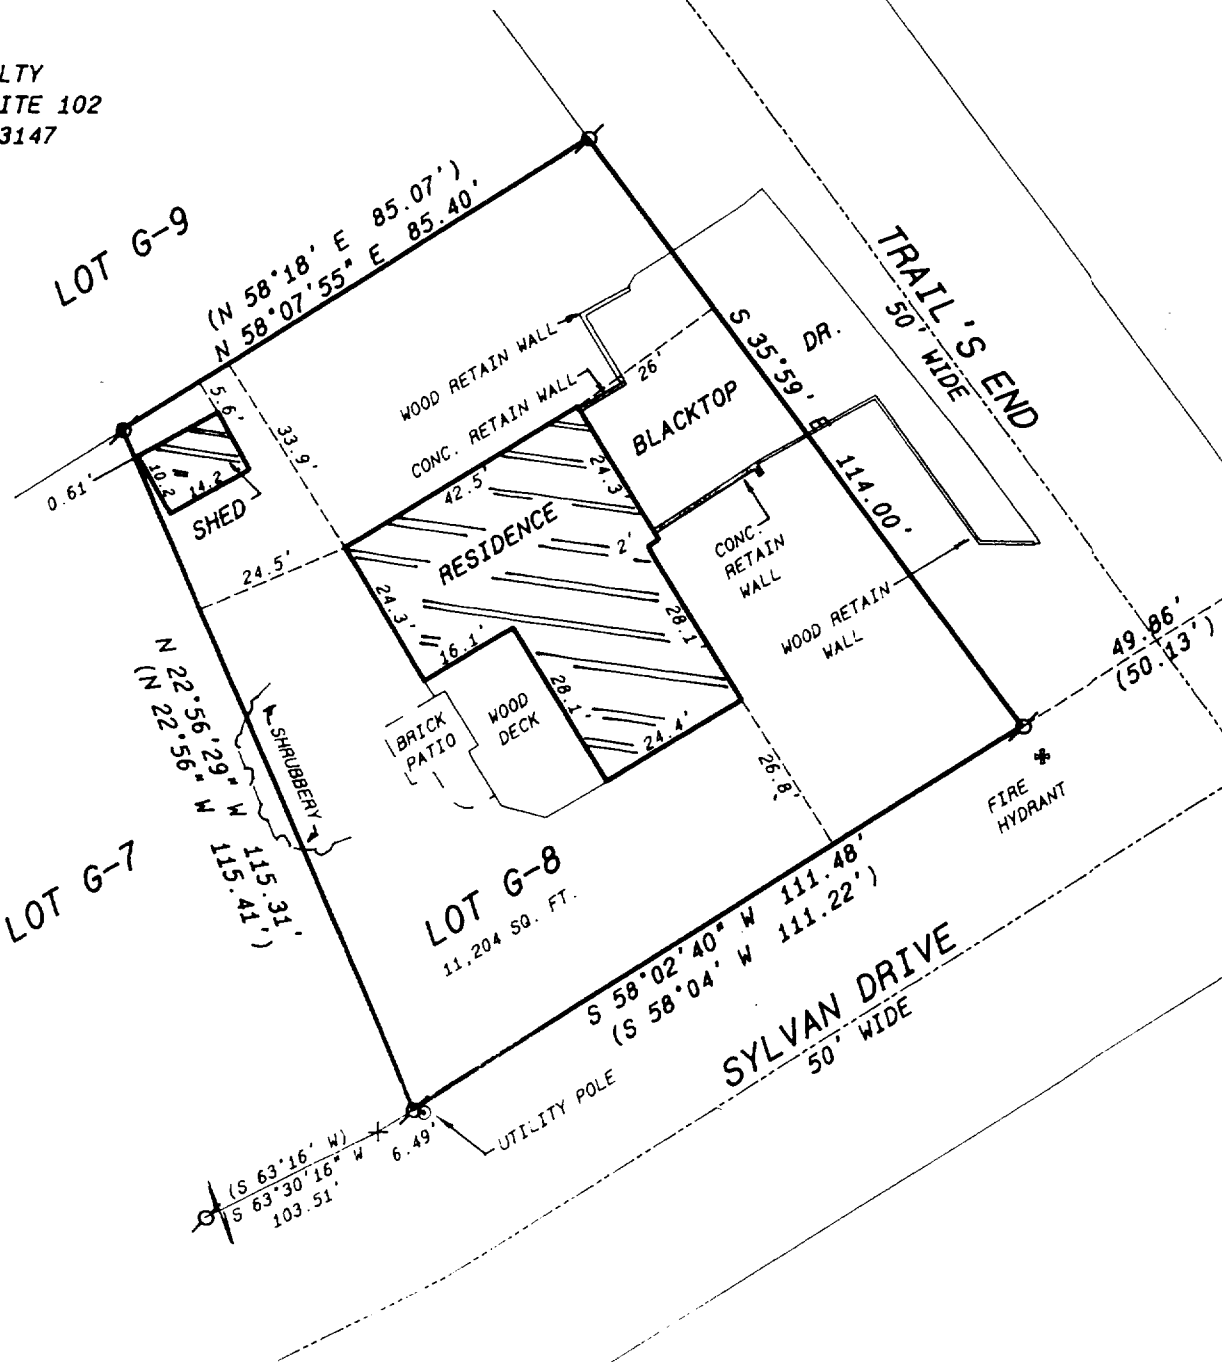 LTY
ITE 102
3147
LOT G-9
(N 58°18' E 85.07')
N 58°07'55" E 85.40'
TRAIL'S END
50' WIDE
DR.
S 35°59'
114.00'
WOOD RETAIN WALL
CONC. RETAIN WALL
26'
BLACKTOP
5.6'
33.9'
0.61'
10.2
14.2
SHED
42.5'
24.3'
RESIDENCE
2'
24.5'
24.3'
16.1'
28.1'
28.1'
24.4'
CONC.
RETAIN
WALL
WOOD RETAIN
WALL
49.86'
(50.13')
N 22°56'29" W 115.31'
(N 22°56" W 115.41')
SHRUBBERY
BRICK
PATIO
WOOD
DECK
26.8'
FIRE
HYDRANT
LOT G-7
LOT G-8
11,204 SQ. FT.
S 58°02'40" W 111.48'
(S 58°04' W 111.22')
SYLVAN DRIVE
50' WIDE
UTILITY POLE
6.49'
(S 63°16' W)
S 63°30'16" W
103.51'